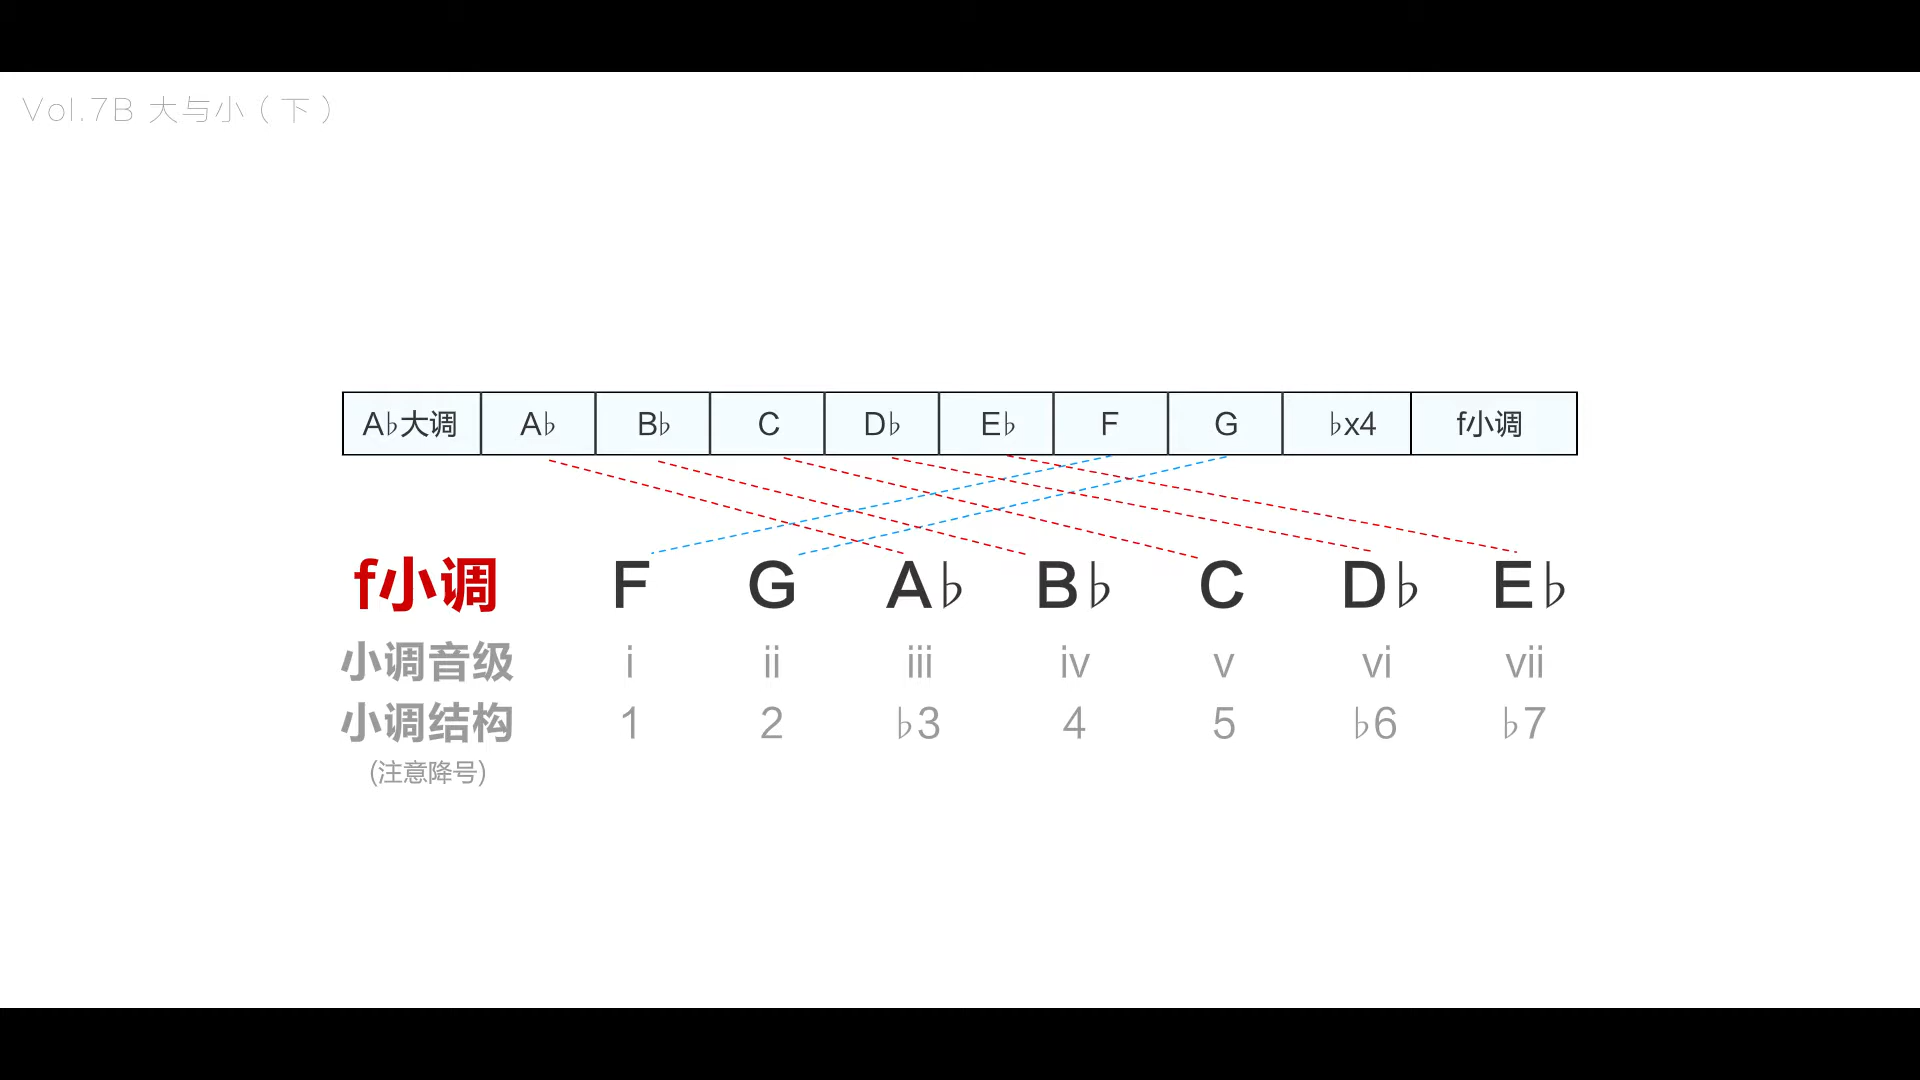 Vol.7B 大与小（下）
A♭大调 A♭ B♭ C D♭ E♭ F G ♭x4 f小调
f小调 F G A♭ B♭ C D♭ E♭
小调音级 i ii iii iv v vi vii
小调结构 1 2 ♭3 4 5 ♭6 ♭7
(注意降号)